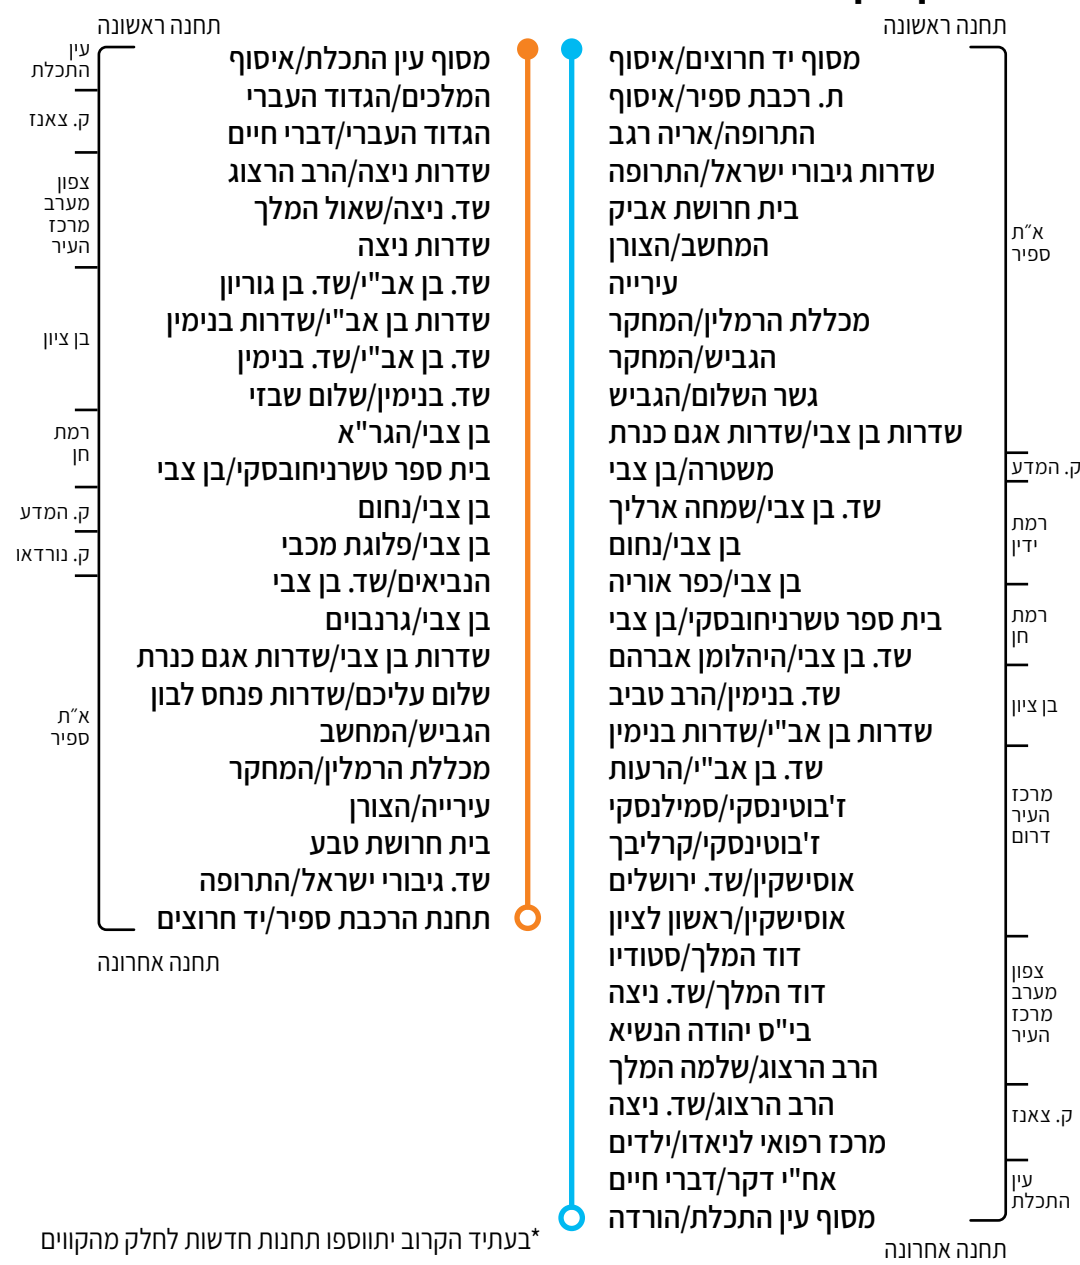 תחנה ראשונה
מסוף יד חרוצים/איסוף
ת. רכבת ספיר/איסוף
התרופה/אריה רגב
שדרות גיבורי ישראל/התרופה
בית חרושת אביק
המחשב/הצורן
עירייה
מכללת הרמלין/המחקר
הגביש/המחקר
גשר השלום/הגביש
שדרות בן צבי/שדרות אגם כנרת
משטרה/בן צבי
שד. בן צבי/שמחה ארליך
בן צבי/נחום
בן צבי/כפר אוריה
בית ספר טשרניחובסקי/בן צבי
שד. בן צבי/היהלומן אברהם
שד. בנימין/הרב טביב
שדרות בן אב"י/שדרות בנימין
שד. בן אב"י/הרעות
ז'בוטינסקי/סמילנסקי
ז'בוטינסקי/קרליבך
אוסישקין/שד. ירושלים
אוסישקין/ראשון לציון
דוד המלך/סטודיו
דוד המלך/שד. ניצה
בי"ס יהודה הנשיא
הרב הרצוג/שלמה המלך
הרב הרצוג/שד. ניצה
מרכז רפואי לניאדו/ילדים
אח"י דקר/דברי חיים
מסוף עין התכלת/הורדה
תחנה אחרונה
א״ת
ספיר
ק. המדע
רמת
ידין
רמת
חן
בן ציון
מרכז
העיר
דרום
צפון
מערב
מרכז
העיר
ק. צאנז
עין
התכלת
תחנה ראשונה
מסוף עין התכלת/איסוף
המלכים/הגדוד העברי
הגדוד העברי/דברי חיים
שדרות ניצה/הרב הרצוג
שד. ניצה/שאול המלך
שדרות ניצה
שד. בן אב"י/שד. בן גוריון
שדרות בן אב"י/שדרות בנימין
שד. בן אב"י/שד. בנימין
שד. בנימין/שלום שבזי
בן צבי/הגר"א
בית ספר טשרניחובסקי/בן צבי
בן צבי/נחום
בן צבי/פלוגת מכבי
הנביאים/שד. בן צבי
בן צבי/גרנבוים
שדרות בן צבי/שדרות אגם כנרת
שלום עליכם/שדרות פנחס לבון
הגביש/המחשב
מכללת הרמלין/המחקר
עירייה/הצורן
בית חרושת טבע
שד. גיבורי ישראל/התרופה
תחנת הרכבת ספיר/יד חרוצים
תחנה אחרונה
עין
התכלת
ק. צאנז
צפון
מערב
מרכז
העיר
בן ציון
רמת
חן
ק. המדע
ק. נורדאו
א״ת
ספיר
*בעתיד הקרוב יתווספו תחנות חדשות לחלק מהקווים